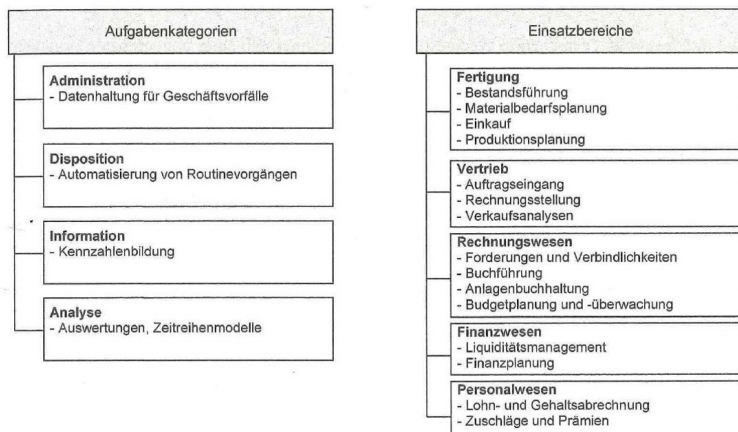 Aufgabenkategorien
Administration
- Datenhaltung für Geschäftsvorfälle
Disposition
- Automatisierung von Routinevorgängen
Information
- Kennzahlenbildung
Analyse
- Auswertungen, Zeitreihenmodelle
Einsatzbereiche
Fertigung
- Bestandsführung
- Materialbedarfsplanung
- Einkauf
- Produktionsplanung
Vertrieb
- Auftragseingang
- Rechnungsstellung
- Verkaufsanalysen
Rechnungswesen
- Forderungen und Verbindlichkeiten
- Buchführung
- Anlagenbuchhaltung
- Budgetplanung und -überwachung
Finanzwesen
- Liquiditätsmanagement
- Finanzplanung
Personalwesen
- Lohn- und Gehaltsabrechnung
- Zuschläge und Prämien